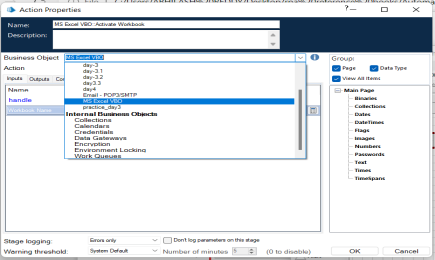 Action Properties
Name: MS Excel VBO::Activate Workbook
Description:
Business Object MS Excel VBO
Action
day-3
day-3.1
day-3.2
day3.3
day4
Email - POP3/SMTP
MS Excel VBO
practice_day3
Internal Business Objects
Collections
Calendars
Credentials
Data Gateways
Encryption
Environment Locking
Work Queues
Inputs Outputs Con
Name
handle
Workbook Name
Group:
Page Data Type
View All Items
Main Page
Binaries
Collections
Dates
DateTimes
Flags
Images
Numbers
Passwords
Text
Times
TimeSpans
Stage logging: Errors only Don't log parameters on this stage
Warning threshold: System Default Number of minutes 5 (0 to disable)
OK Cancel